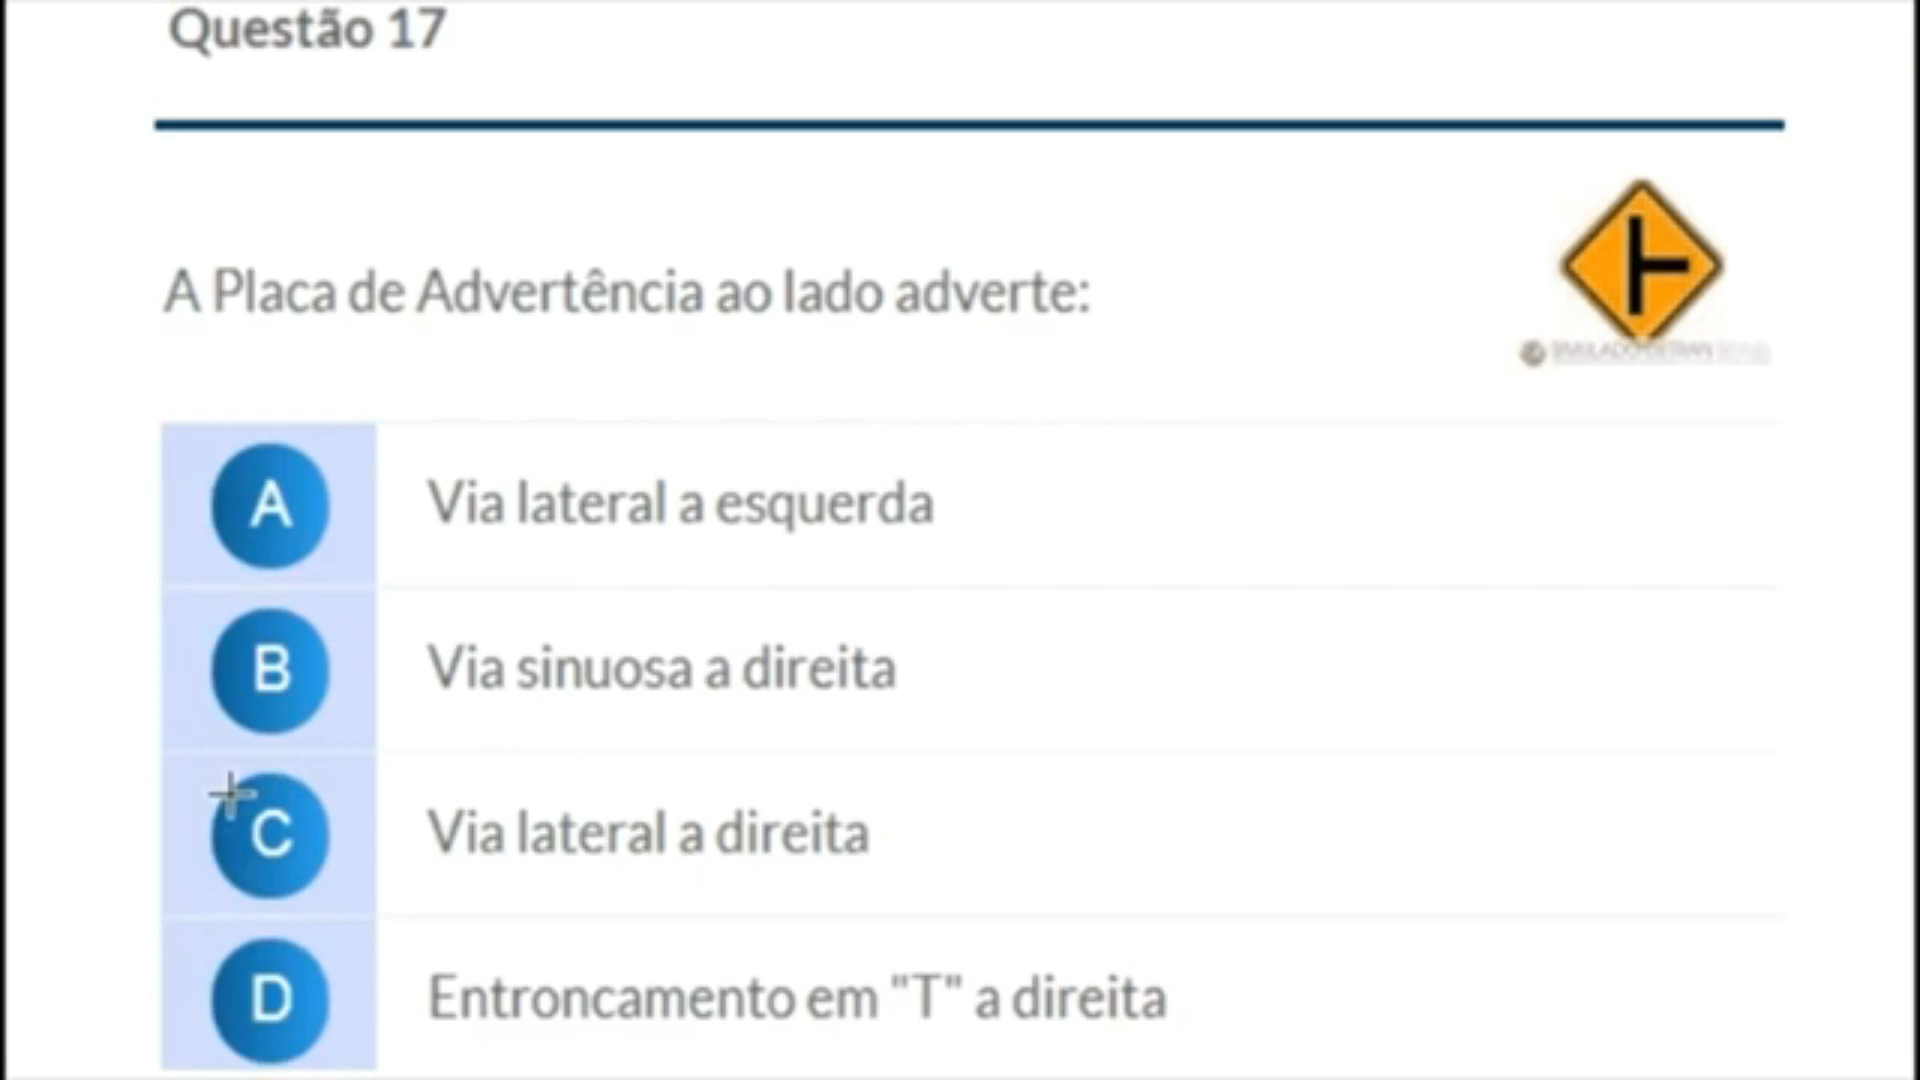 Questão 17
A Placa de Advertência ao lado adverte:
A
Via lateral a esquerda
B
Via sinuosa a direita
C
Via lateral a direita
D
Entroncamento em "T" a direita